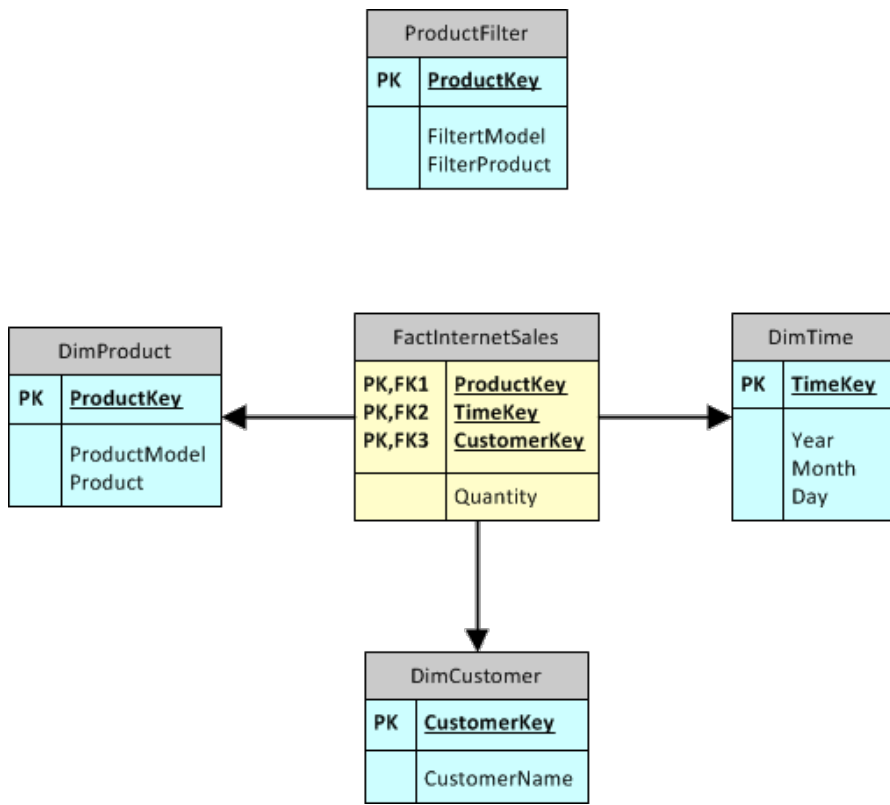 ProductFilter
PK ProductKey
FiltertModel
FilterProduct
DimProduct
PK ProductKey
ProductModel
Product
FactInternetSales
PK,FK1 ProductKey
PK,FK2 TimeKey
PK,FK3 CustomerKey
Quantity
DimTime
PK TimeKey
Year
Month
Day
DimCustomer
PK CustomerKey
CustomerName